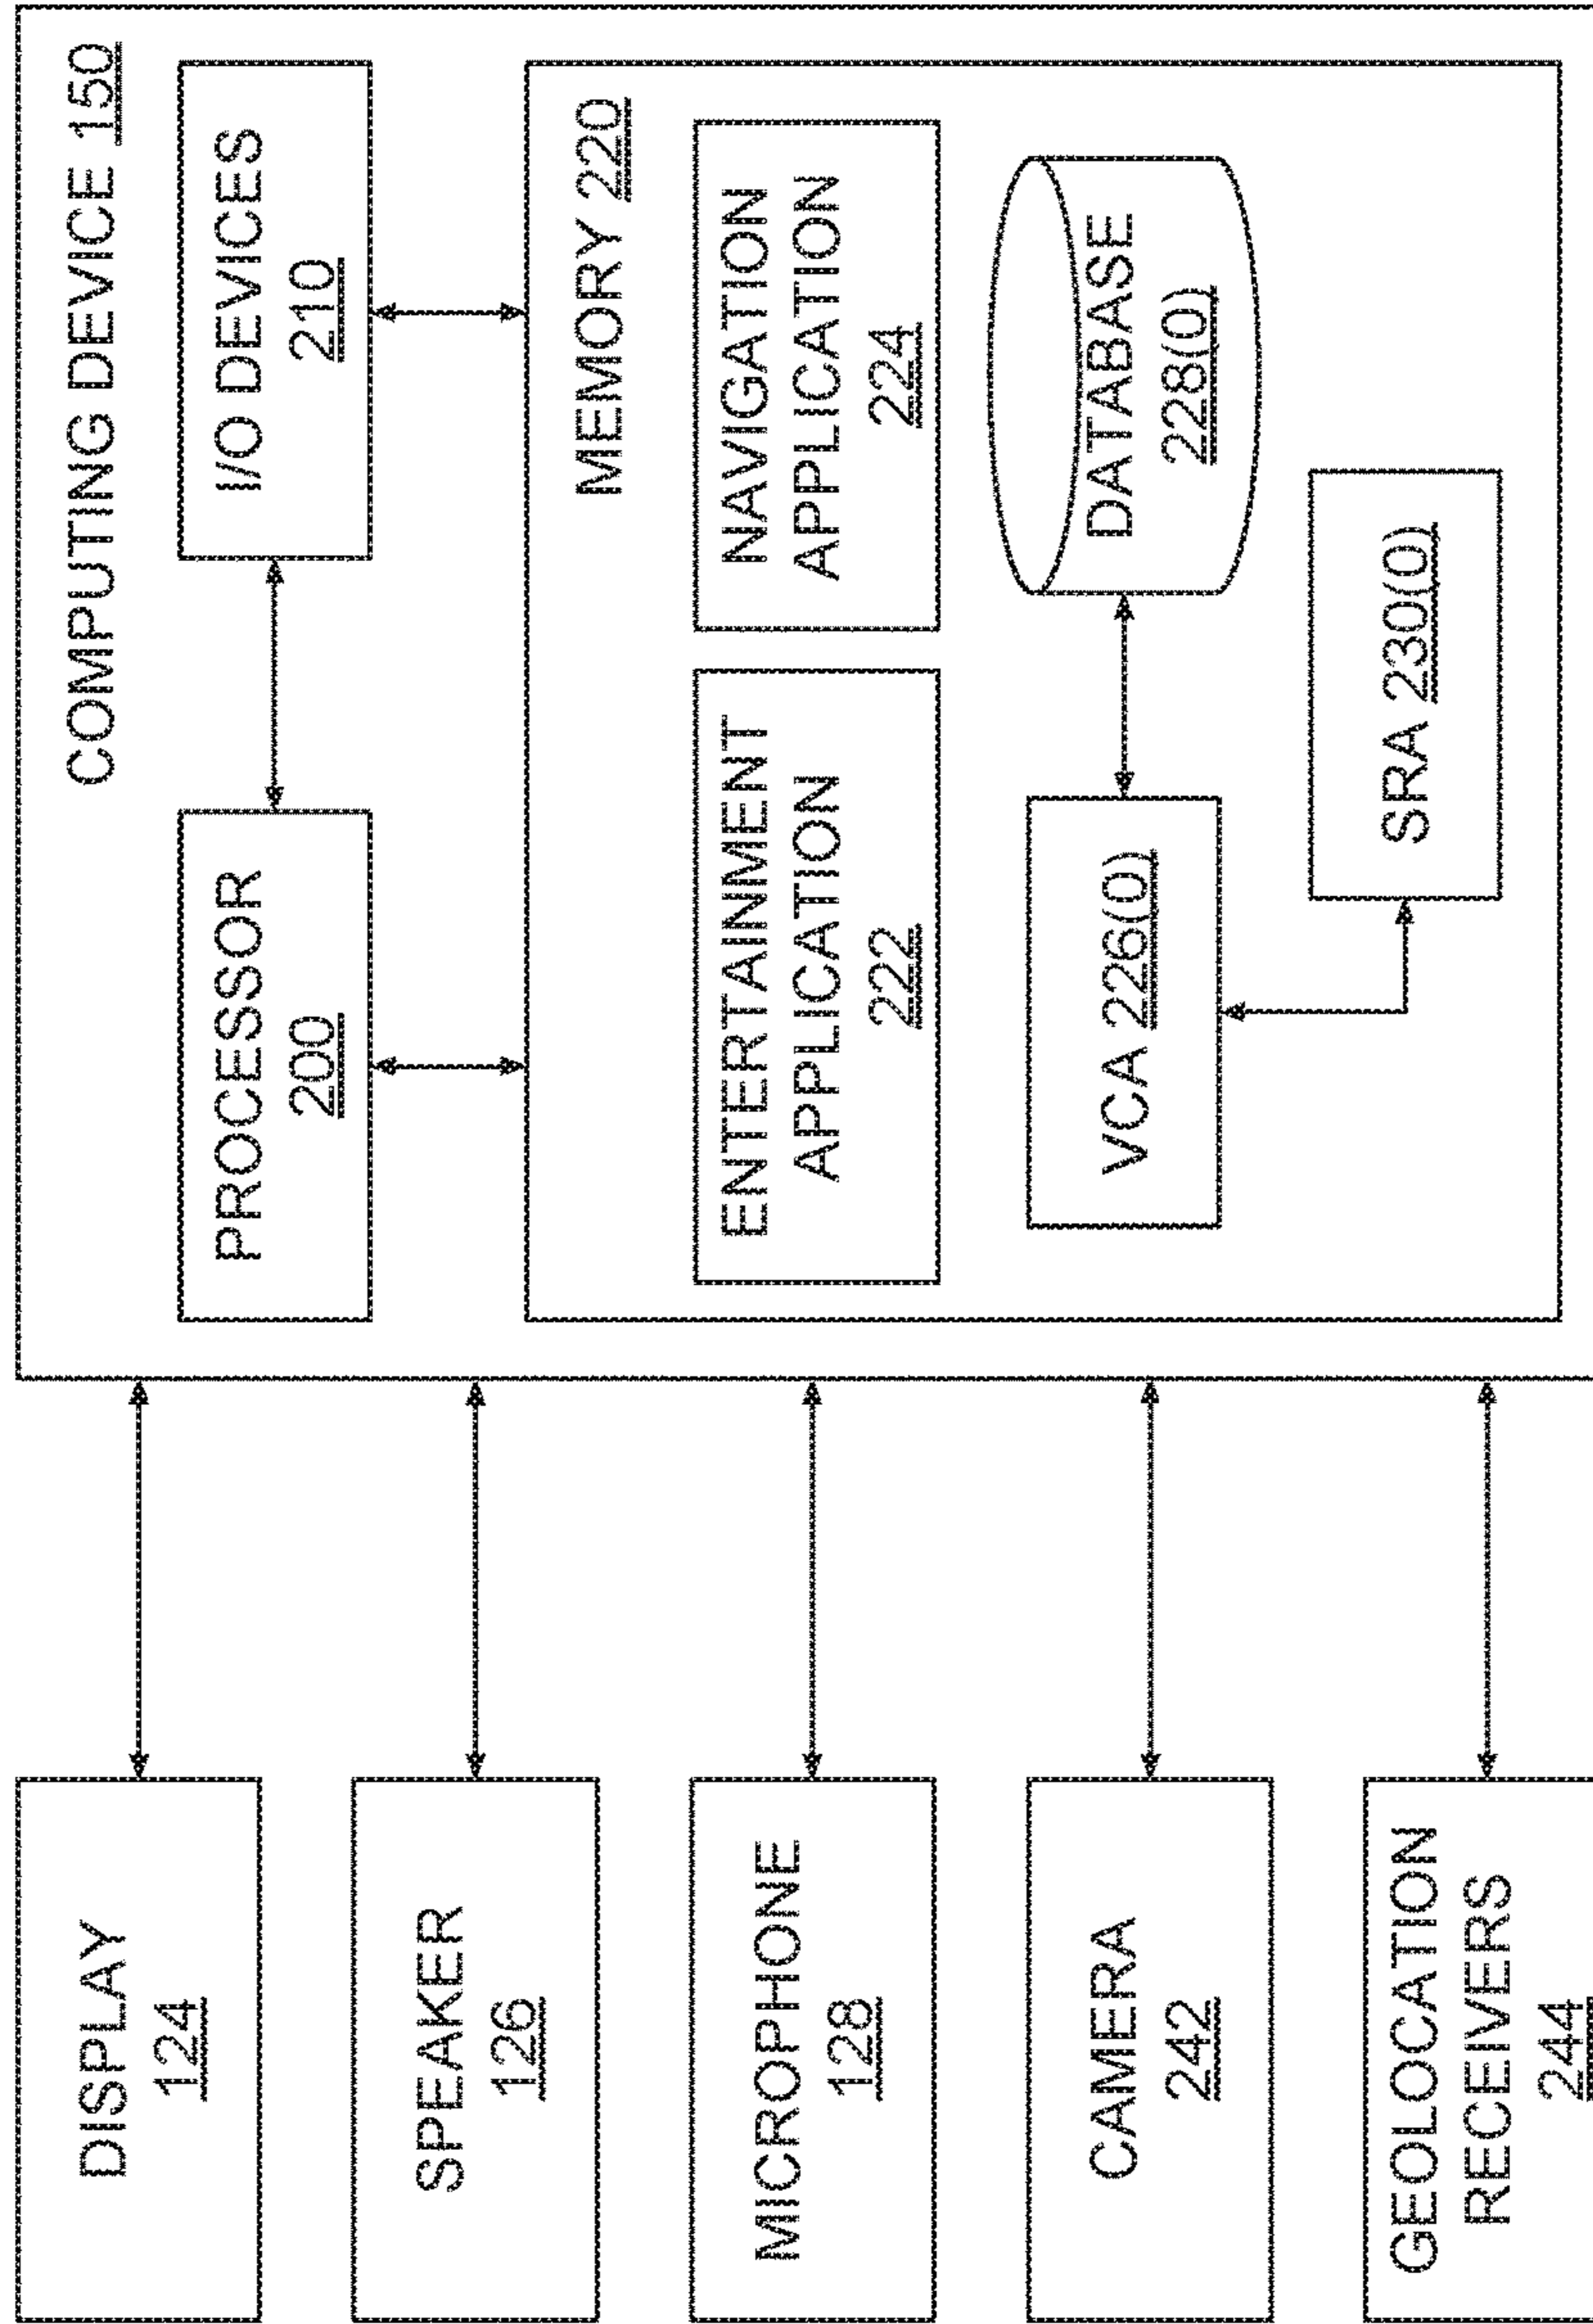 DISPLAY
124
SPEAKER
126
MICROPHONE
128
CAMERA
242
GEOLOCATION
RECEIVERS
244
COMPUTING DEVICE 150
PROCESSOR
200
I/O DEVICES
210
MEMORY 220
ENTERTAINMENT
APPLICATION
222
NAVIGATION
APPLICATION
224
VCA 226(0)
DATABASE
228(0)
SRA 230(0)